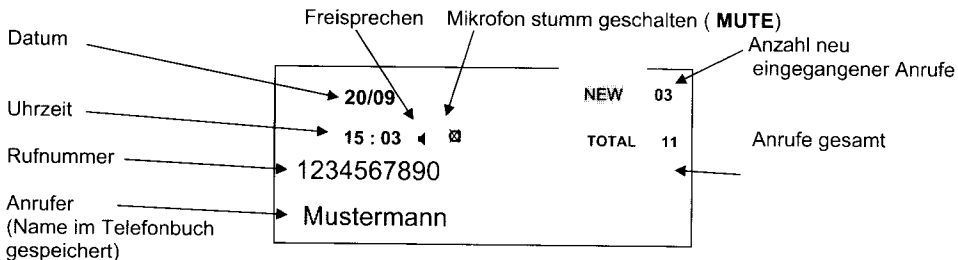 Freisprechen Mikrofon stumm geschalten ( MUTE)
Datum
Anzahl neu
eingegangener Anrufe
20/09 NEW 03
Uhrzeit
15 : 03 TOTAL 11 Anrufe gesamt
Rufnummer
1234567890
Anrufer
(Name im Telefonbuch
gespeichert)
Mustermann